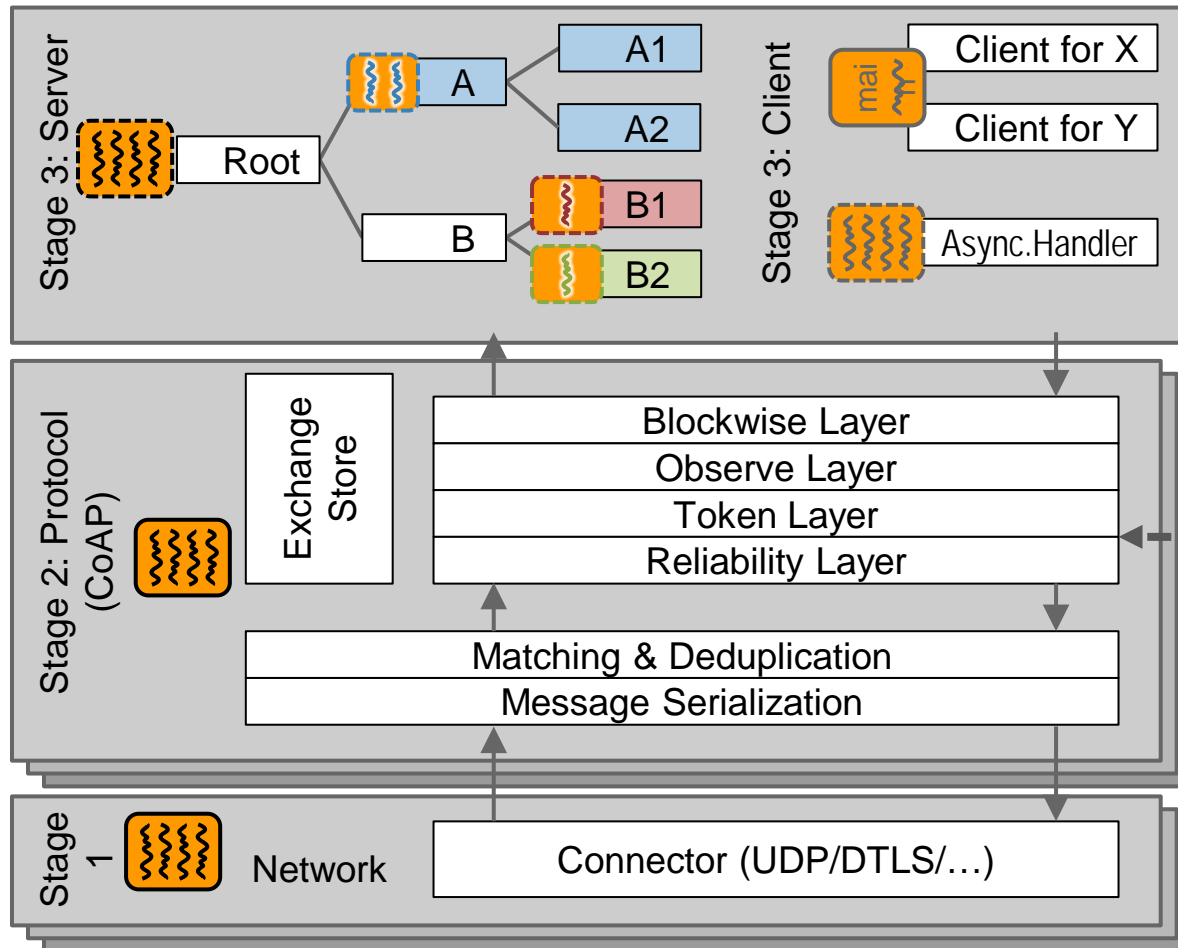 Stage 3: Server
Root
A
A1
A2
B
B1
B2
Stage 3: Client
mai
Client for X
Client for Y
Async.Handler
Stage 2: Protocol
(CoAP)
Exchange
Store
Blockwise Layer
Observe Layer
Token Layer
Reliability Layer
Matching & Deduplication
Message Serialization
Stage
1
Network
Connector (UDP/DTLS/…)